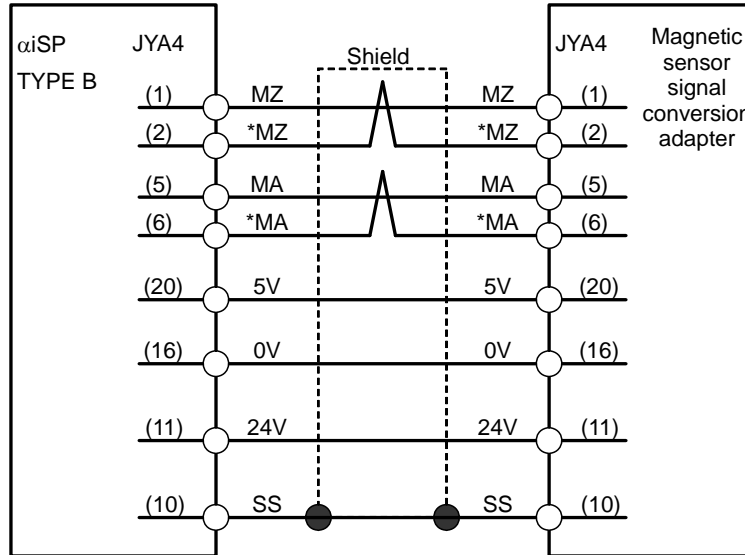 αiSP JYA4
TYPE B
Shield
JYA4
Magnetic
sensor
signal
conversion
adapter
(1) MZ MZ (1)
(2) *MZ *MZ (2)
(5) MA MA (5)
(6) *MA *MA (6)
(20) 5V 5V (20)
(16) 0V 0V (16)
(11) 24V 24V (11)
(10) SS SS (10)